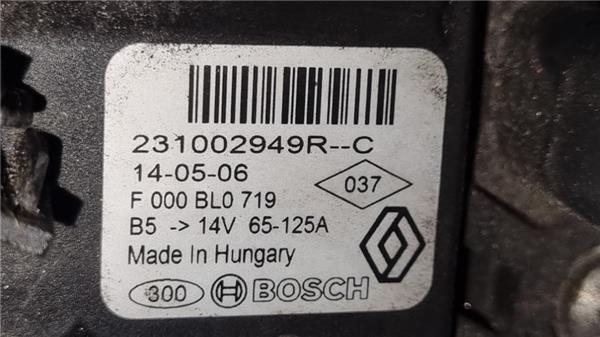 231002949R--C
14-05-06
037
F 000 BL0 719
B5 -> 14V 65-125A
Made In Hungary
300 BOSCH